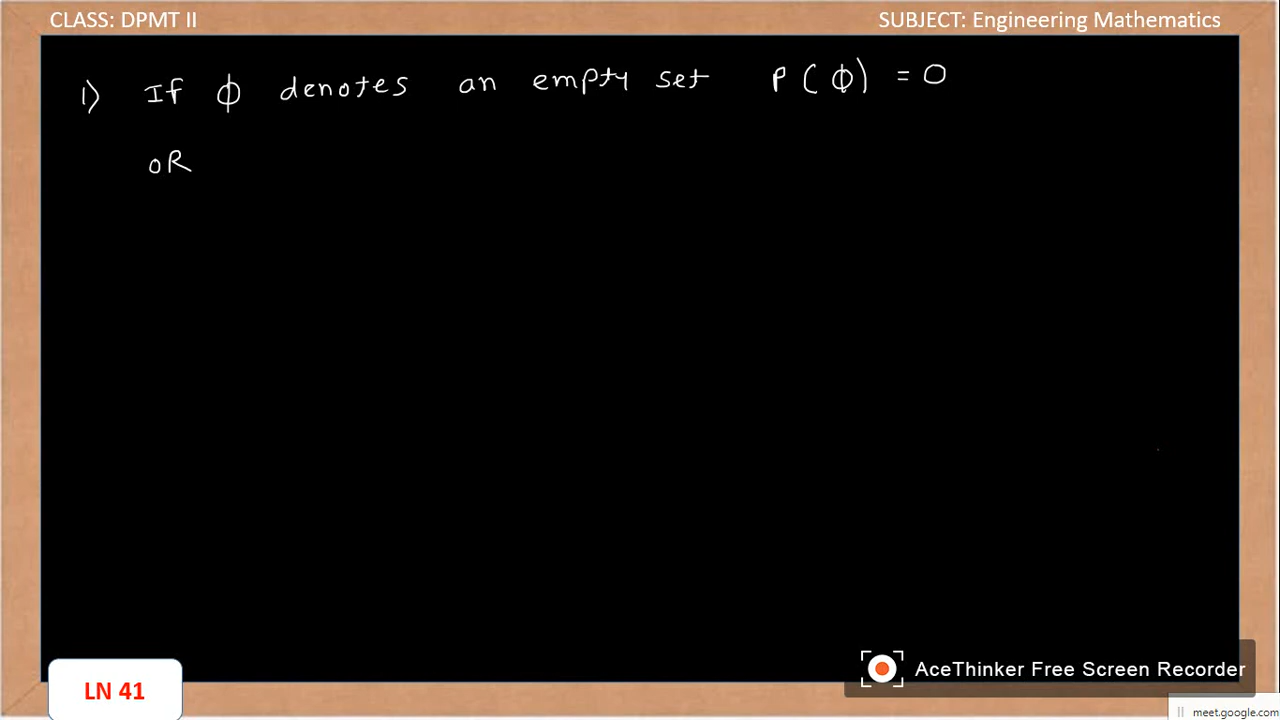 CLASS: DPMT II
SUBJECT: Engineering Mathematics
1) If ϕ denotes an empty set P(ϕ) = 0
OR
LN 41
AceThinker Free Screen Recorder
meet.google.com